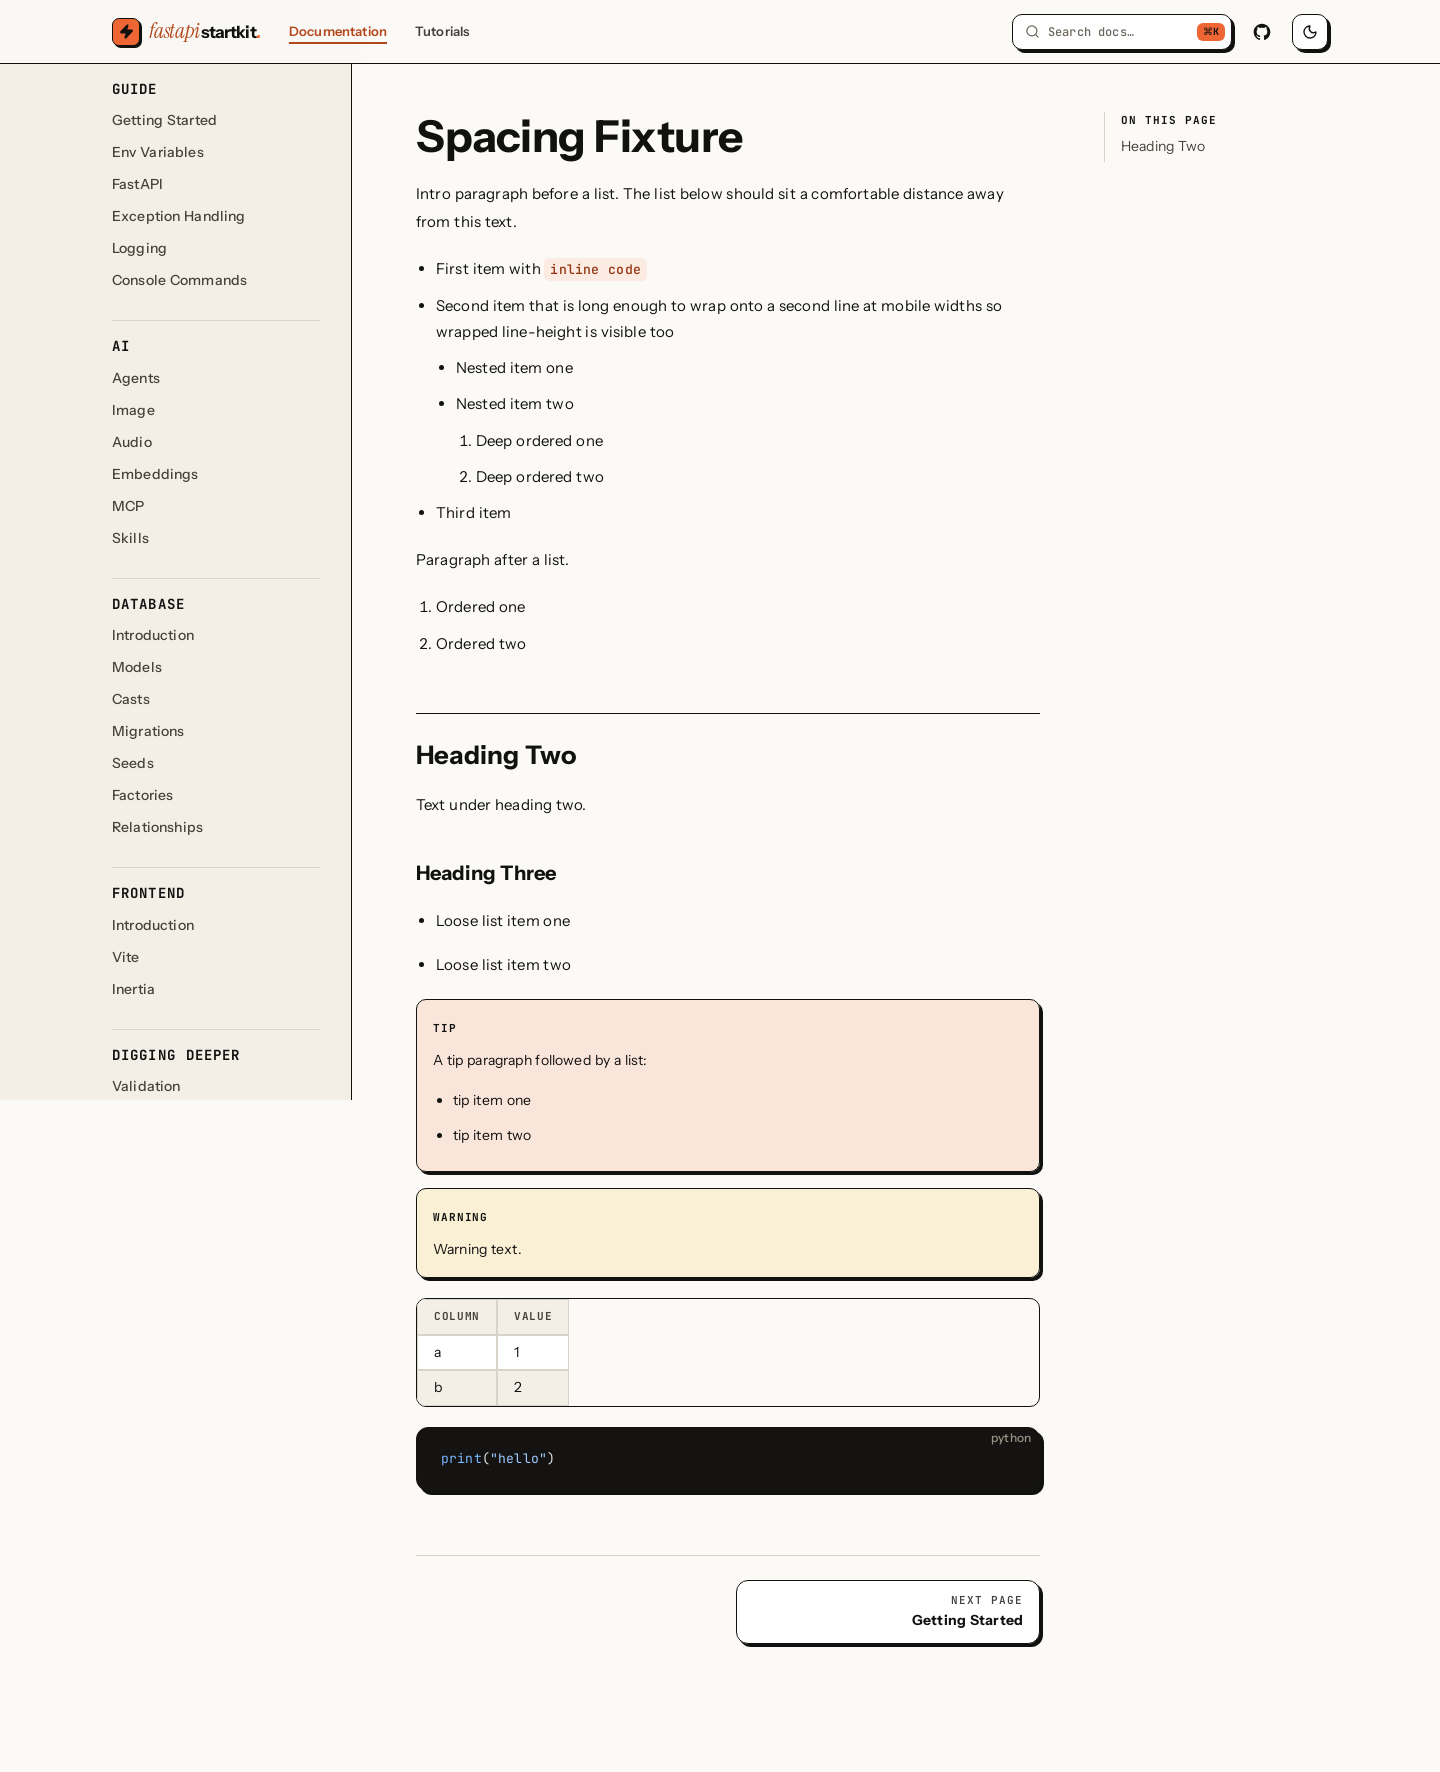 fastapi startkit.
Documentation
Tutorials
Search docs…
⌘K
GUIDE
Getting Started
Env Variables
FastAPI
Exception Handling
Logging
Console Commands
AI
Agents
Image
Audio
Embeddings
MCP
Skills
DATABASE
Introduction
Models
Casts
Migrations
Seeds
Factories
Relationships
FRONTEND
Introduction
Vite
Inertia
DIGGING DEEPER
Validation
Spacing Fixture
Intro paragraph before a list. The list below should sit a comfortable distance away
from this text.
• First item with inline code
• Second item that is long enough to wrap onto a second line at mobile widths so
wrapped line-height is visible too
• Nested item one
• Nested item two
1. Deep ordered one
2. Deep ordered two
• Third item
Paragraph after a list.
1. Ordered one
2. Ordered two
Heading Two
Text under heading two.
Heading Three
• Loose list item one
• Loose list item two
TIP
A tip paragraph followed by a list:
• tip item one
• tip item two
WARNING
Warning text.
COLUMN VALUE
a 1
b 2
python
print("hello")
NEXT PAGE
Getting Started
ON THIS PAGE
Heading Two